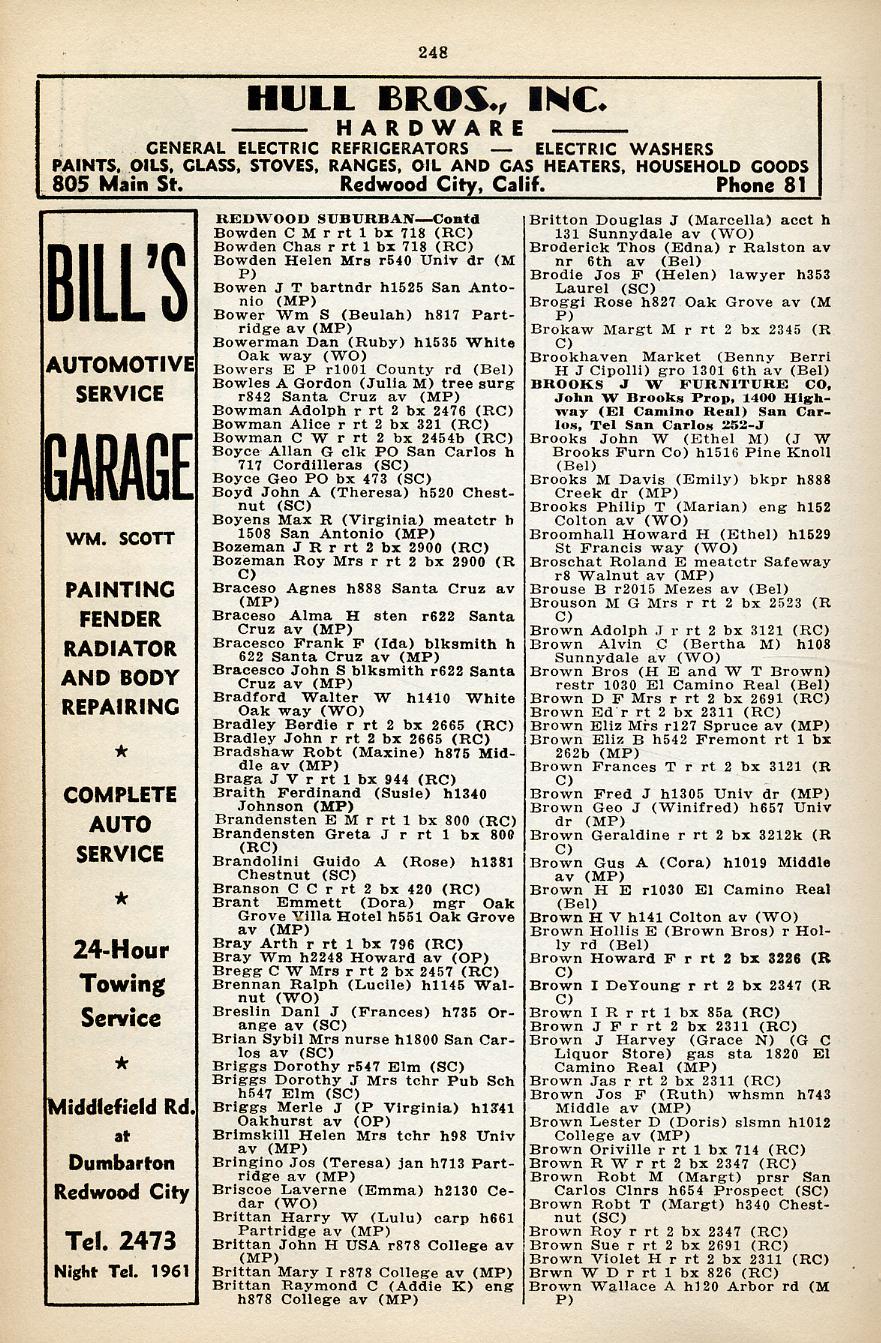 248
HULL BROS., INC.
HARDWARE
GENERAL ELECTRIC REFRIGERATORS — ELECTRIC WASHERS
PAINTS, OILS, GLASS, STOVES, RANGES, OIL AND GAS HEATERS, HOUSEHOLD GOODS
805 Main St. Redwood City, Calif. Phone 81
BILL'S
AUTOMOTIVE
SERVICE
GARAGE
WM. SCOTT
PAINTING
FENDER
RADIATOR
AND BODY
REPAIRING
★
COMPLETE
AUTO
SERVICE
★
24-Hour
Towing
Service
★
Middlefield Rd.
at
Dumbarton
Redwood City
Tel. 2473
Night Tel. 1961
REDWOOD SUBURBAN—Contd
Bowden C M r rt 1 bx 718 (RC)
Bowden Chas r rt 1 bx 718 (RC)
Bowden Helen Mrs r540 Univ dr (M
P)
Bowen J T bartndr h1525 San Anto-
nio (MP)
Bower Wm S (Beulah) h817 Part-
ridge av (MP)
Bowerman Dan (Ruby) h1535 White
Oak way (WO)
Bowers E P r1001 County rd (Bel)
Bowles A Gordon (Julia M) tree surg
r842 Santa Cruz av (MP)
Bowman Adolph r rt 2 bx 2476 (RC)
Bowman Alice r rt 2 bx 321 (RC)
Bowman C W r rt 2 bx 2454b (RC)
Boyce Allan G clk PO San Carlos h
717 Cordilleras (SC)
Boyce Geo PO bx 473 (SC)
Boyd John A (Theresa) h520 Chest-
nut (SC)
Boyens Max R (Virginia) meatctr h
1508 San Antonio (MP)
Bozeman J R r rt 2 bx 2900 (RC)
Bozeman Roy Mrs r rt 2 bx 2900 (R
C)
Braceso Agnes h888 Santa Cruz av
(MP)
Braceso Alma H sten r622 Santa
Cruz av (MP)
Bracesco Frank F (Ida) blksmith h
622 Santa Cruz av (MP)
Bracesco John S blksmith r622 Santa
Cruz av (MP)
Bradford Walter W h1410 White
Oak way (WO)
Bradley Berdie r rt 2 bx 2665 (RC)
Bradley John r rt 2 bx 2665 (RC)
Bradshaw Robt (Maxine) h875 Mid-
dle av (MP)
Braga J V r rt 1 bx 944 (RC)
Braith Ferdinand (Susie) h1340
Johnson (MP)
Brandensten E M r rt 1 bx 800 (RC)
Brandensten Greta J r rt 1 bx 800
(RC)
Brandolini Guido A (Rose) h1381
Chestnut (SC)
Branson C C r rt 2 bx 420 (RC)
Brant Emmett (Dora) mgr Oak
Grove Villa Hotel h551 Oak Grove
av (MP)
Bray Arth r rt 1 bx 796 (RC)
Bray Wm h2248 Howard av (OP)
Bregg C W Mrs r rt 2 bx 2457 (RC)
Brennan Ralph (Lucile) h1145 Wal-
nut (WO)
Breslin Danl J (Frances) h735 Or-
ange av (SC)
Brian Sybil Mrs nurse h1800 San Car-
los av (SC)
Briggs Dorothy r547 Elm (SC)
Briggs Dorothy J Mrs tchr Pub Sch
h547 Elm (SC)
Briggs Merle J (P Virginia) h1341
Oakhurst av (OP)
Brimskill Helen Mrs tchr h98 Univ
av (MP)
Bringino Jos (Teresa) jan h713 Part-
ridge av (MP)
Briscoe Laverne (Emma) h2130 Ce-
dar (WO)
Brittan Harry W (Lulu) carp h661
Partridge av (MP)
Brittan John H USA r878 College av
(MP)
Brittan Mary I r878 College av (MP)
Brittan Raymond C (Addie K) eng
h878 College av (MP)
Britton Douglas J (Marcella) acct h
131 Sunnydale av (WO)
Broderick Thos (Edna) r Ralston av
nr 6th av (Bel)
Brodie Jos F (Helen) lawyer h353
Laurel (SC)
Broggi Rose h827 Oak Grove av (M
P)
Brokaw Margt M r rt 2 bx 2345 (R
C)
Brookhaven Market (Benny Berri
H J Cipolli) gro 1301 6th av (Bel)
BROOKS J W FURNITURE CO,
John W Brooks Prop, 1400 High-
way (El Camino Real) San Car-
los, Tel San Carlos 252-J
Brooks John W (Ethel M) (J W
Brooks Furn Co) h1516 Pine Knoll
(Bel)
Brooks M Davis (Emily) bkpr h888
Creek dr (MP)
Brooks Philip T (Marian) eng h152
Colton av (WO)
Broomhall Howard H (Ethel) h1529
St Francis way (WO)
Broschat Roland E meatctr Safeway
r8 Walnut av (MP)
Brouse B r2015 Mezes av (Bel)
Brouson M G Mrs r rt 2 bx 2523 (R
C)
Brown Adolph J r rt 2 bx 3121 (RC)
Brown Alvin C (Bertha M) h108
Sunnydale av (WO)
Brown Bros (H E and W T Brown)
restr 1030 El Camino Real (Bel)
Brown D F Mrs r rt 2 bx 2691 (RC)
Brown Ed r rt 2 bx 2311 (RC)
Brown Eliz Mrs r127 Spruce av (MP)
Brown Eliz B h542 Fremont rt 1 bx
262b (MP)
Brown Frances T r rt 2 bx 3121 (R
C)
Brown Fred J h1305 Univ dr (MP)
Brown Geo J (Winifred) h657 Univ
dr (MP)
Brown Geraldine r rt 2 bx 3212k (R
C)
Brown Gus A (Cora) h1019 Middle
av (MP)
Brown H E r1030 El Camino Real
(Bel)
Brown H V h141 Colton av (WO)
Brown Hollis E (Brown Bros) r Hol-
ly rd (Bel)
Brown Howard F r rt 2 bx 3226 (R
C)
Brown I DeYoung r rt 2 bx 2347 (R
C)
Brown I R r rt 1 bx 85a (RC)
Brown J F r rt 2 bx 2311 (RC)
Brown J Harvey (Grace N) (G C
Liquor Store) gas sta 1820 El
Camino Real (MP)
Brown Jas r rt 2 bx 2311 (RC)
Brown Jos F (Ruth) whsmn h743
Middle av (MP)
Brown Lester D (Doris) slsmn h1012
College av (MP)
Brown Oriville r rt 1 bx 714 (RC)
Brown R W r rt 2 bx 2347 (RC)
Brown Robt M (Margt) prsr San
Carlos Clnrs h654 Prospect (SC)
Brown Robt T (Margt) h340 Chest-
nut (SC)
Brown Roy r rt 2 bx 2347 (RC)
Brown Sue r rt 2 bx 2691 (RC)
Brown Violet H r rt 2 bx 2311 (RC)
Brwn W D r rt 1 bx 826 (RC)
Brown Wallace A h120 Arbor rd (M
P)